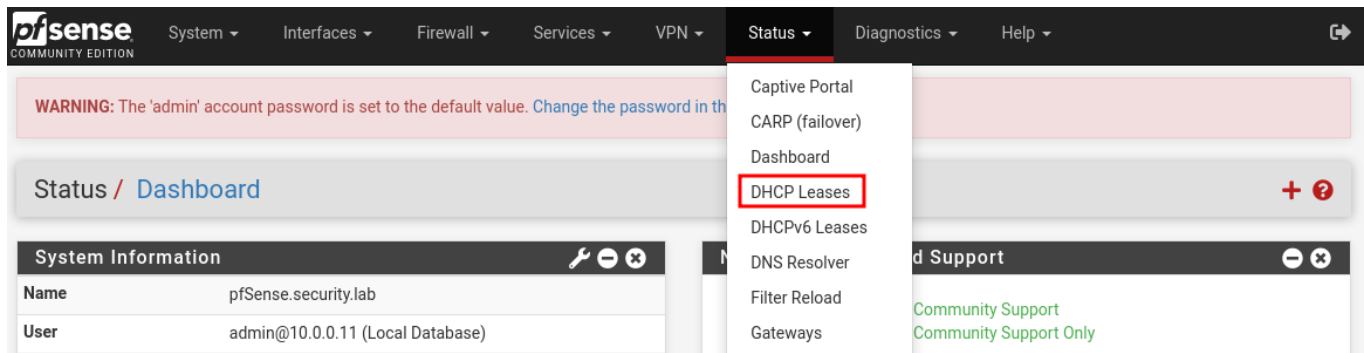 pfsense
COMMUNITY EDITION
System Interfaces Firewall Services VPN Status Diagnostics Help
WARNING: The 'admin' account password is set to the default value. Change the password in th
Captive Portal
CARP (failover)
Dashboard
DHCP Leases
DHCPv6 Leases
DNS Resolver
Filter Reload
Gateways
Status / Dashboard
System Information
Name pfSense.security.lab
User admin@10.0.0.11 (Local Database)
d Support
Community Support
Community Support Only